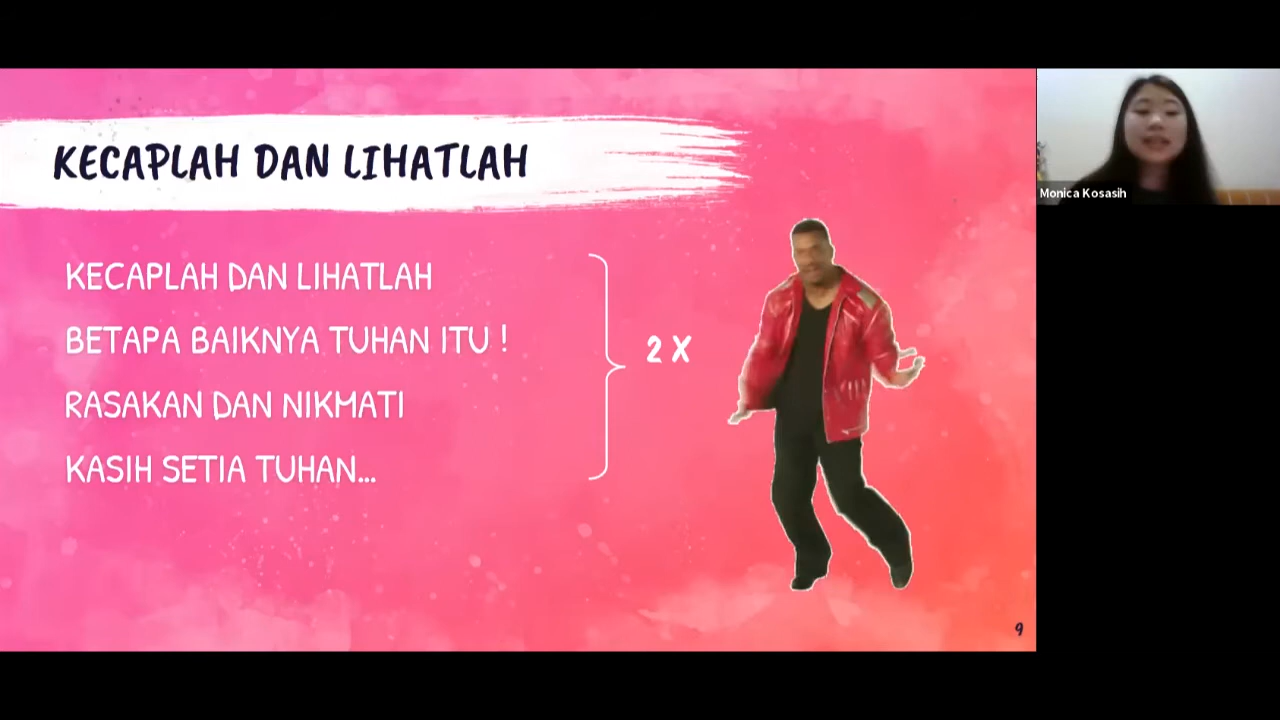 KECAPLAH DAN LIHATLAH
KECAPLAH DAN LIHATLAH
BETAPA BAIKNYA TUHAN ITU !
RASAKAN DAN NIKMATI
KASIH SETIA TUHAN...
2 X
9
Monica Kosasih